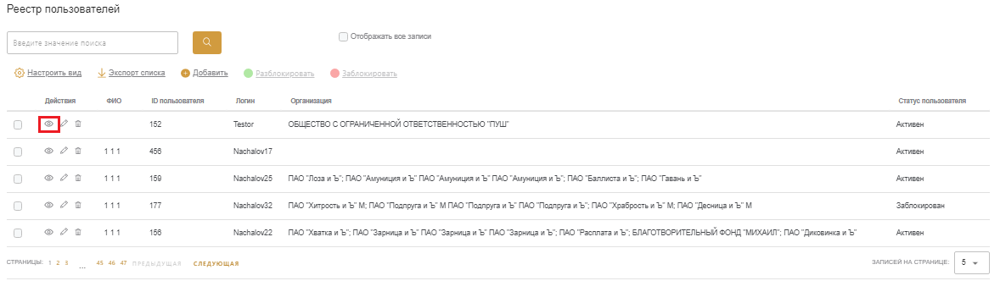 Реестр пользователей
Введите значение поиска
Отображать все записи
Настроить вид Экспорт списка Добавить Разблокировать Заблокировать
Действия ФИО ID пользователя Логин Организация Статус пользователя
152 Testor ОБЩЕСТВО С ОГРАНИЧЕННОЙ ОТВЕТСТВЕННОСТЬЮ "ПУШ" Активен
1 1 1 456 Nachalov17 Активен
1 1 1 159 Nachalov25 ПАО "Лоза и Ъ"; ПАО "Амуниция и Ъ" ПАО "Амуниция и Ъ" ПАО "Амуниция и Ъ"; ПАО "Баллиста и Ъ"; ПАО "Гавань и Ъ" Активен
1 1 1 177 Nachalov32 ПАО "Хитрость и Ъ" М; ПАО "Подпруга и Ъ" М ПАО "Подпруга и Ъ" ПАО "Подпруга и Ъ"; ПАО "Храбрость и Ъ" М; ПАО "Десница и Ъ" М Заблокирован
1 1 1 156 Nachalov22 ПАО "Хватка и Ъ"; ПАО "Зарница и Ъ" ПАО "Зарница и Ъ" ПАО "Зарница и Ъ"; ПАО "Расплата и Ъ"; БЛАГОТВОРИТЕЛЬНЫЙ ФОНД "МИХАИЛ"; ПАО "Диковинка и Ъ" Активен
СТРАНИЦЫ: 1 2 3 ... 45 46 47 ПРЕДЫДУЩАЯ СЛЕДУЮЩАЯ ЗАПИСЕЙ НА СТРАНИЦЕ: 5